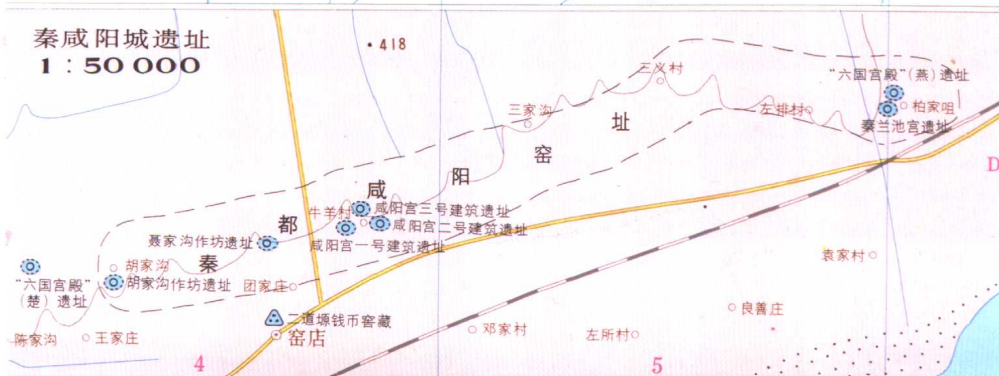 秦咸阳城遗址
1：50 000
418
三义村
"六国宫殿"(燕)遗址
柏家咀
左排村
秦兰池宫遗址
三家沟
秦都咸阳窑址
D
牛羊村
咸阳宫三号建筑遗址
咸阳宫二号建筑遗址
咸阳宫一号建筑遗址
聂家沟作坊遗址
袁家村
胡家沟
"六国宫殿"
(楚)遗址
胡家沟作坊遗址
团家庄
二道塬钱币窖藏
良善庄
陈家沟
王家庄
窑店
邓家村
左所村
4
5